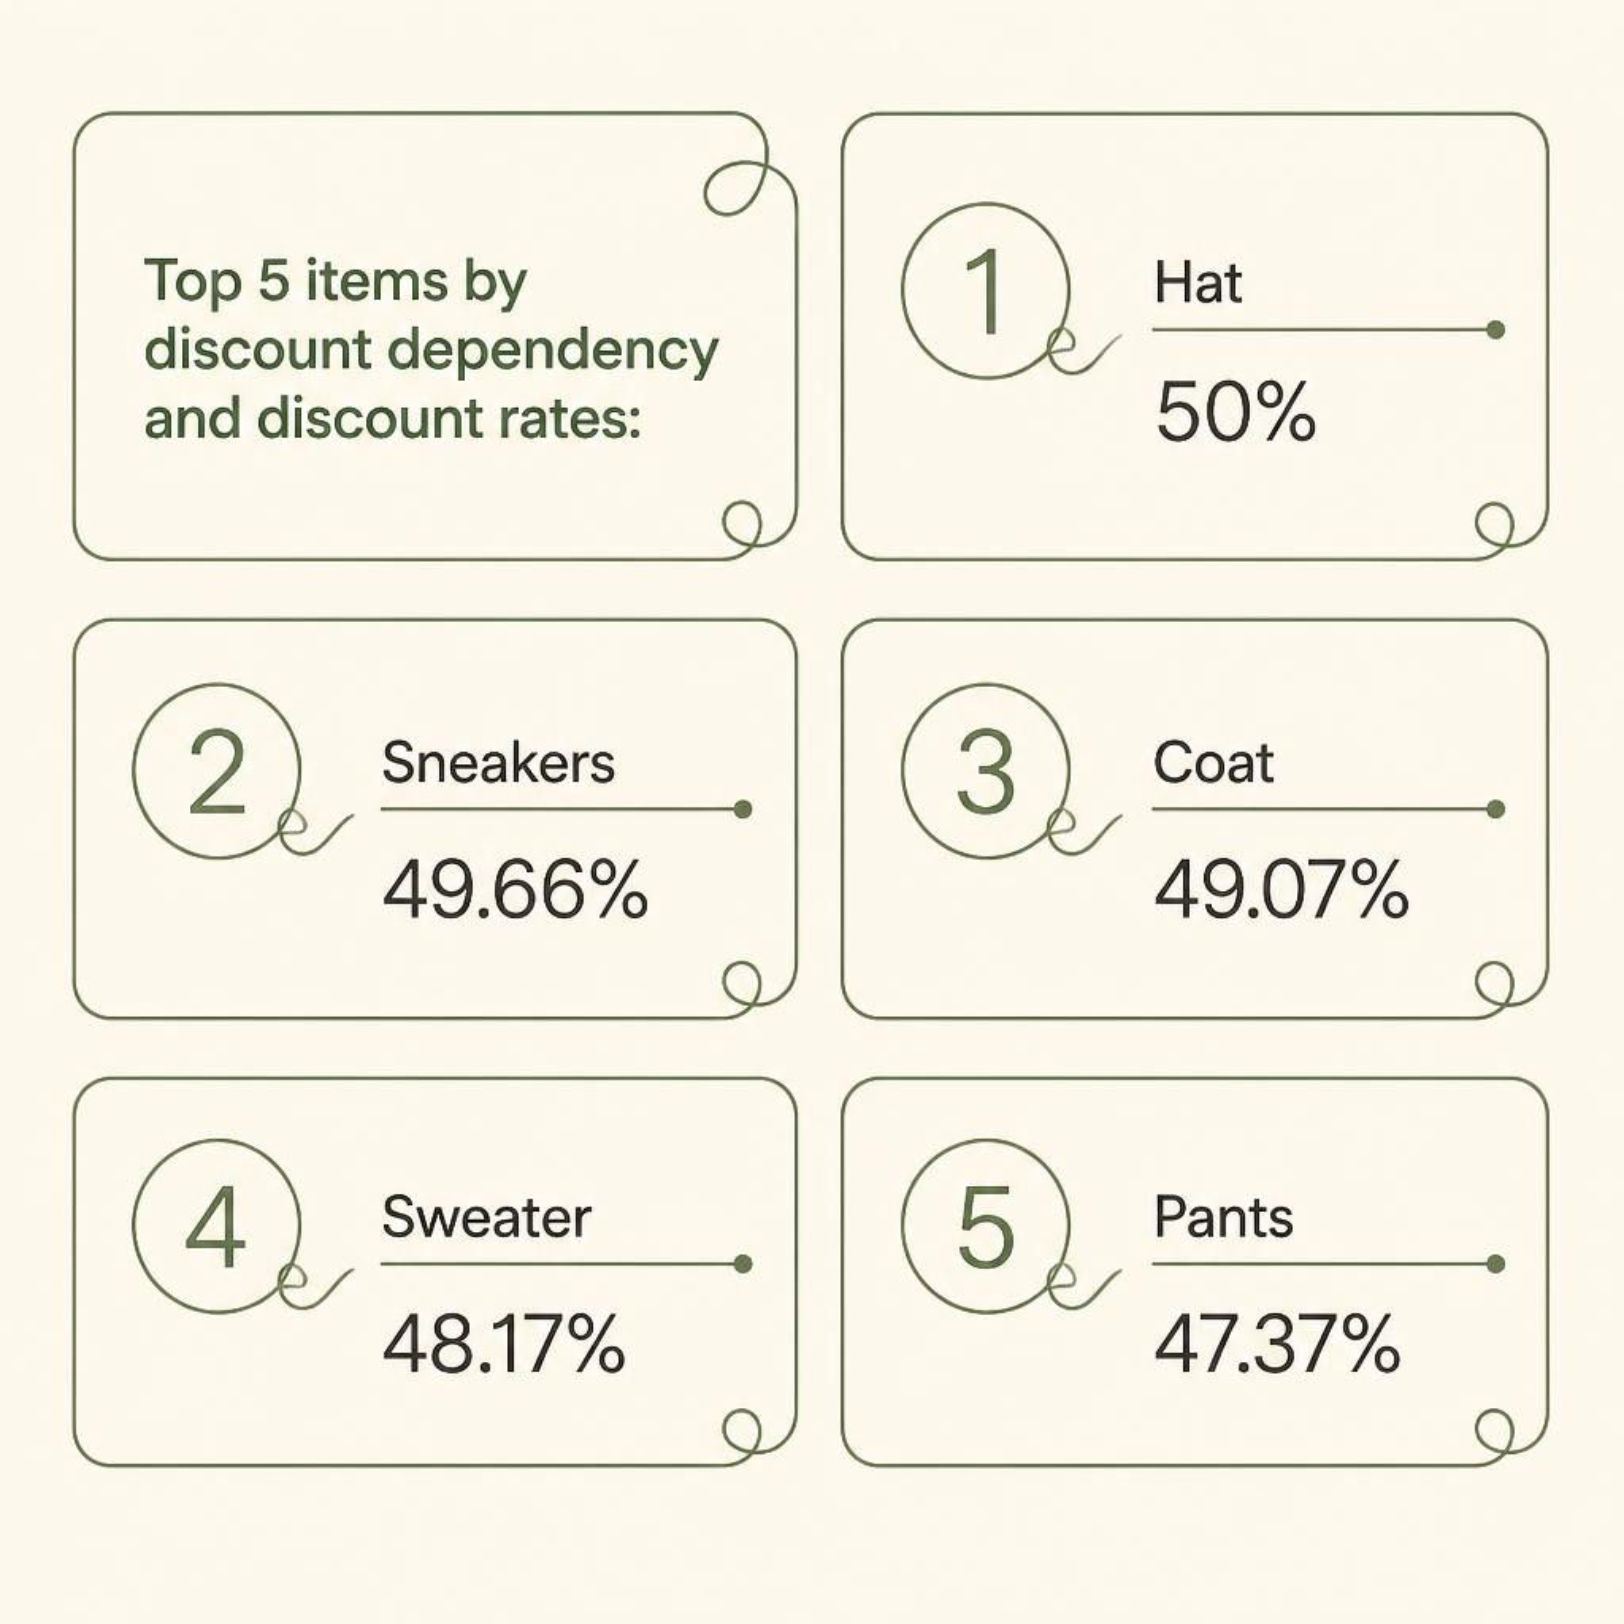 Top 5 items by
discount dependency
and discount rates:
1
Hat
50%
2
Sneakers
49.66%
3
Coat
49.07%
4
Sweater
48.17%
5
Pants
47.37%